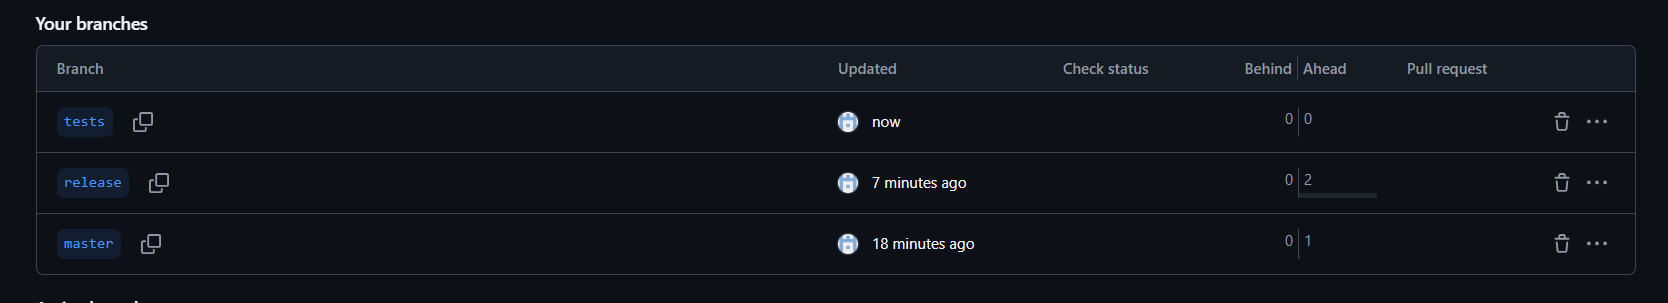 Your branches
Branch Updated Check status Behind Ahead Pull request
tests now 0 0
release 7 minutes ago 0 2
master 18 minutes ago 0 1